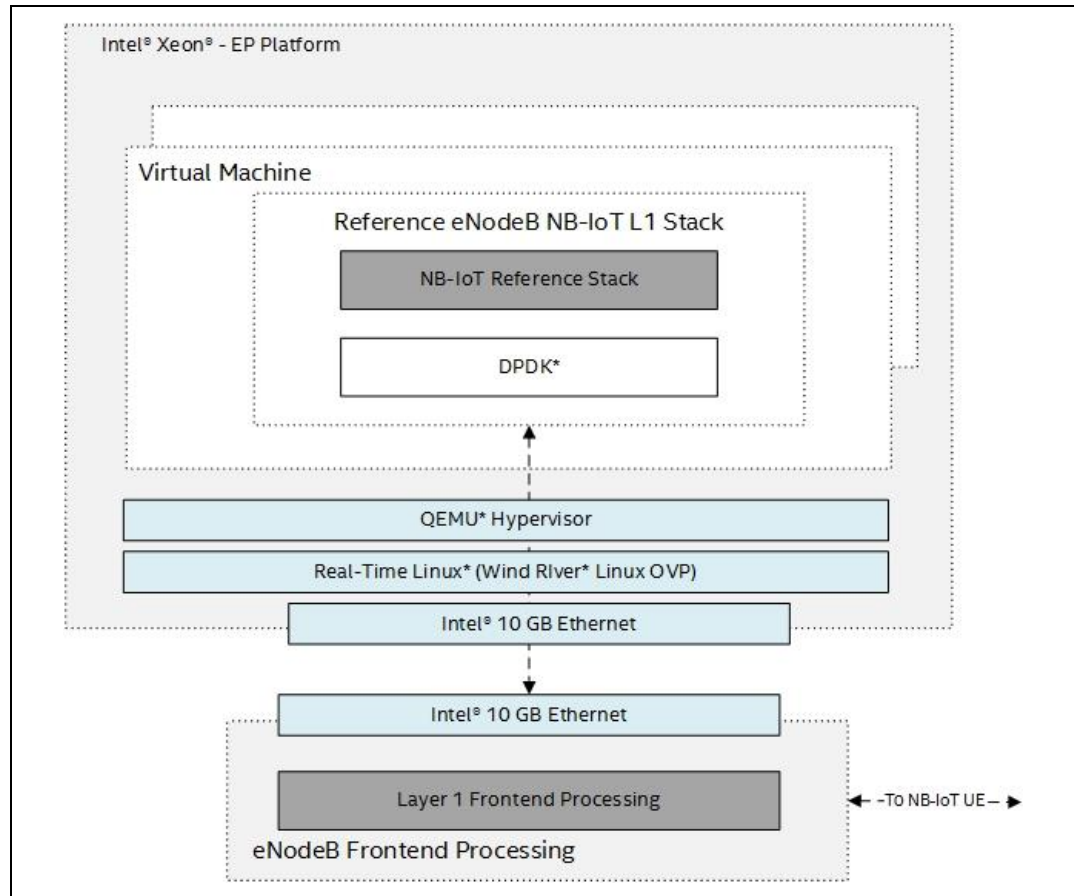 Intel® Xeon® - EP Platform
Virtual Machine
Reference eNodeB NB-IoT L1 Stack
NB-IoT Reference Stack
DPDK*
QEMU* Hypervisor
Real-Time Linux* (Wind RIver* Linux OVP)
Intel® 10 GB Ethernet
Intel® 10 GB Ethernet
Layer 1 Frontend Processing
To NB-IoT UE
eNodeB Frontend Processing